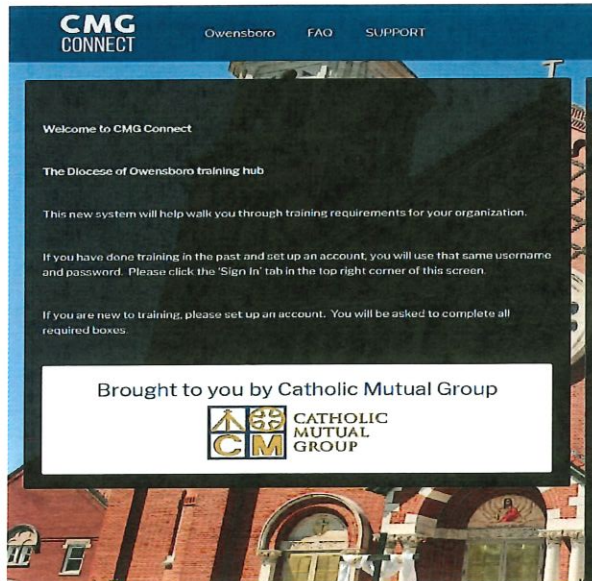 CMG
CONNECT
Owensboro FAQ SUPPORT
Welcome to CMG Connect
The Diocese of Owensboro training hub
This new system will help walk you through training requirements for your organization.
If you have done training in the past and set up an account, you will use that same username
and password. Please click the 'Sign In' tab in the top right corner of this screen.
If you are new to training, please set up an account. You will be asked to complete all
required boxes.
Brought to you by Catholic Mutual Group
CM
CATHOLIC
MUTUAL
GROUP